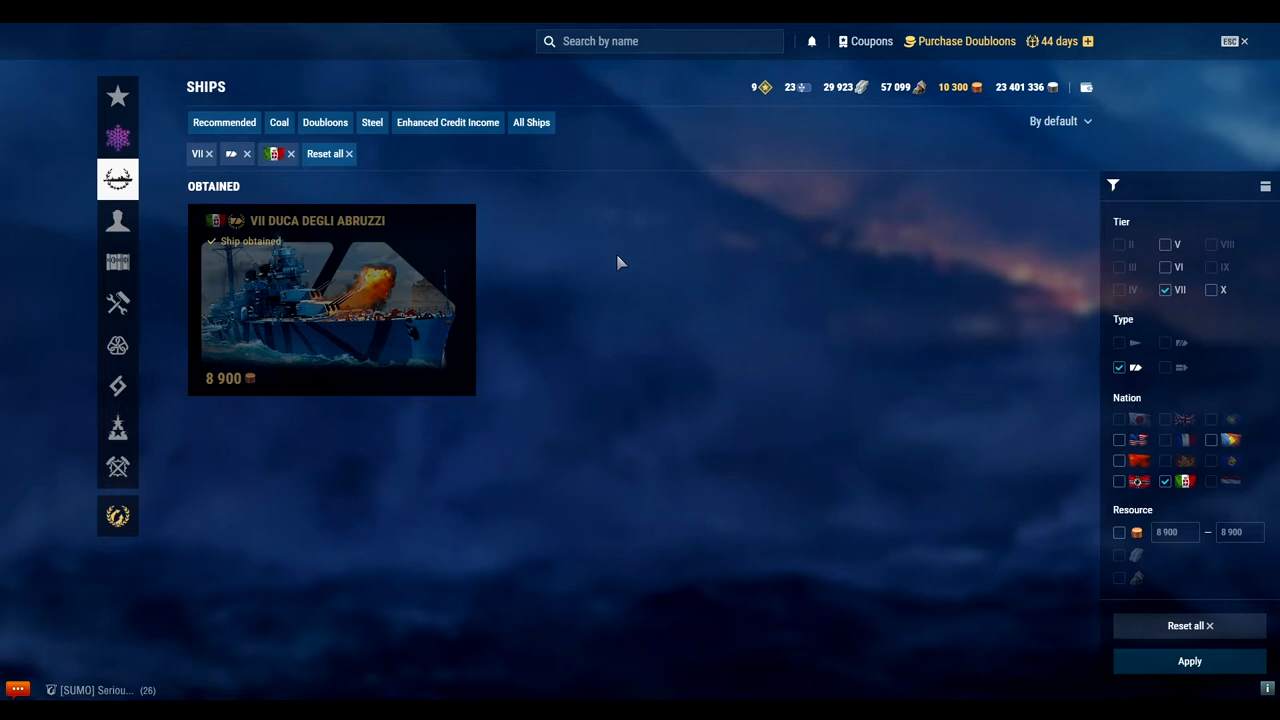 Search by name
Coupons
Purchase Doubloons
44 days
ESC
SHIPS
9
23
29 923
57 099
10 300
23 401 336
Recommended
Coal
Doubloons
Steel
Enhanced Credit Income
All Ships
By default
VII
Reset all
OBTAINED
VII DUCA DEGLI ABRUZZI
Ship obtained
8 900
Tier
II
V
VIII
III
VI
IX
IV
VII
X
Type
Nation
Resource
8 900 — 8 900
Reset all
Apply
[SUMO] Seriou... (26)